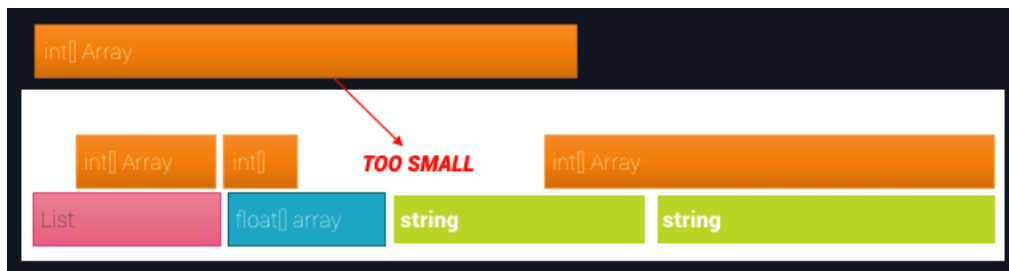 int[] Array
int[] Array
int[]
TOO SMALL
int[] Array
List
float[] array
string
string